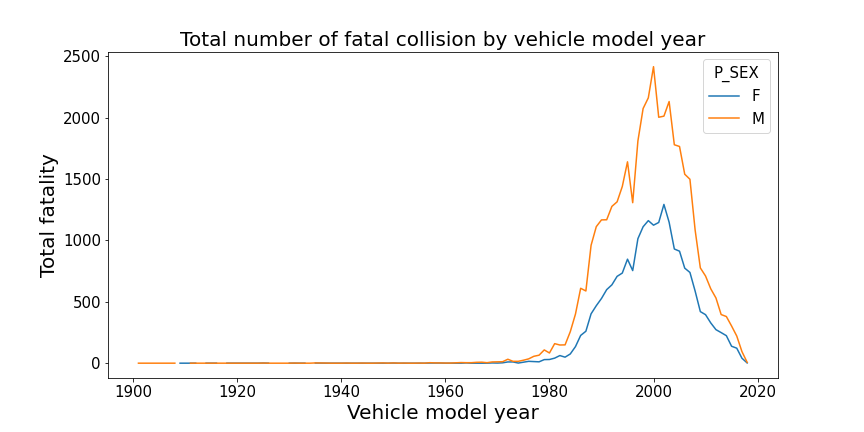 Total number of fatal collision by vehicle model year
2500
2000
1500
1000
500
0
Total fatality
P_SEX
F
M
1900 1920 1940 1960 1980 2000 2020
Vehicle model year